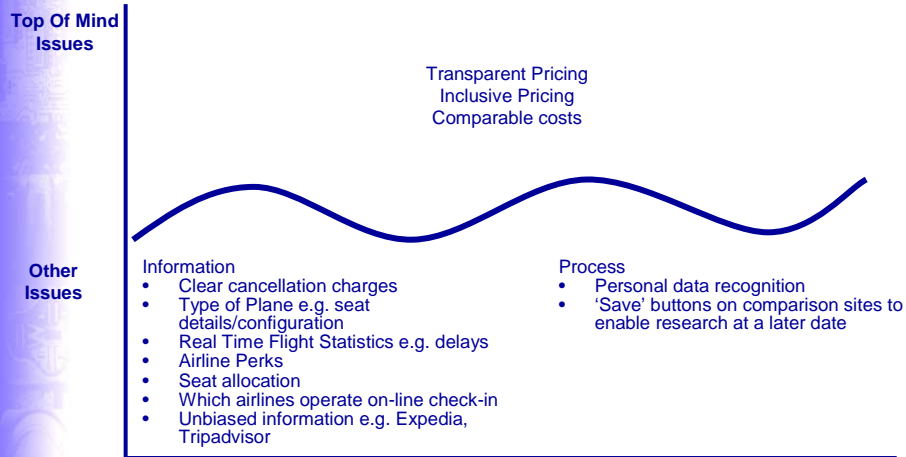 Top Of Mind
Issues
Transparent Pricing
Inclusive Pricing
Comparable costs
Other
Issues
Information
• Clear cancellation charges
• Type of Plane e.g. seat
details/configuration
• Real Time Flight Statistics e.g. delays
• Airline Perks
• Seat allocation
• Which airlines operate on-line check-in
• Unbiased information e.g. Expedia,
Tripadvisor
Process
• Personal data recognition
• ‘Save’ buttons on comparison sites to
enable research at a later date